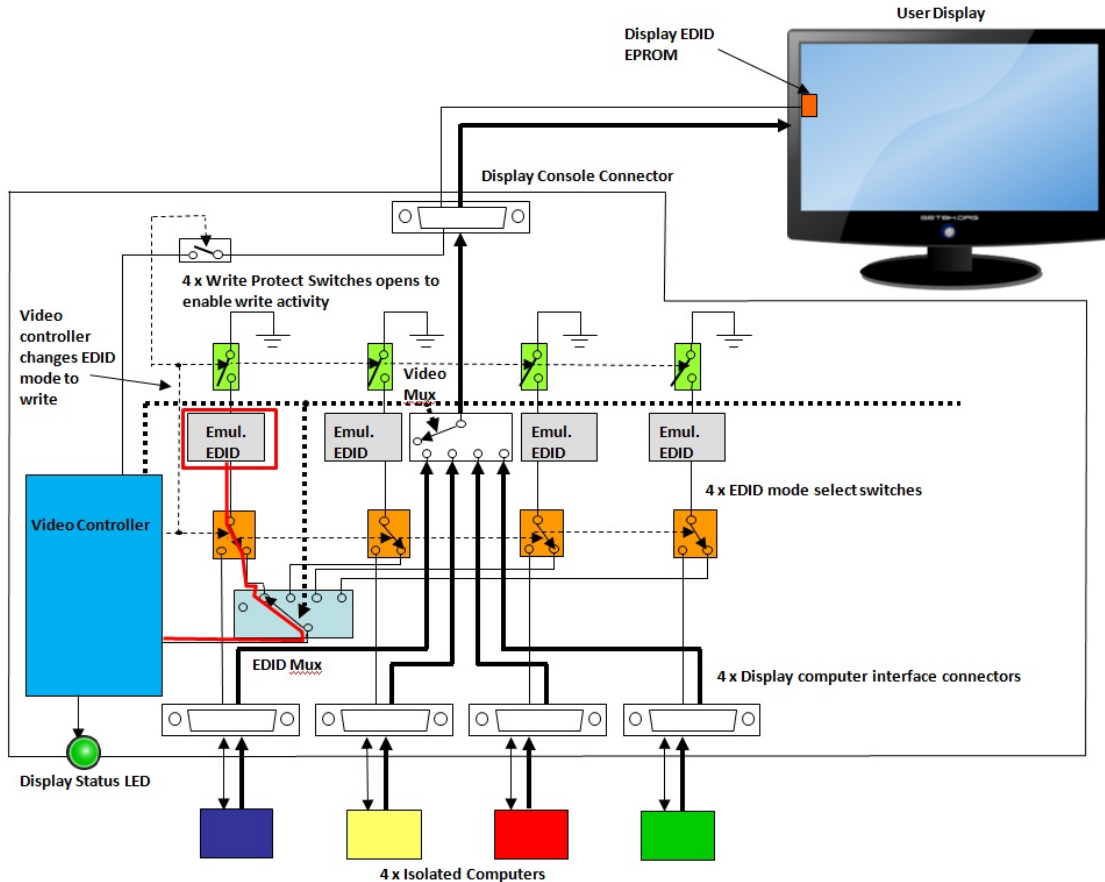 User Display
Display EDID
EPROM
Display Console Connector
GETEK.ORG
4 x Write Protect Switches opens to
enable write activity
Video
controller
changes EDID
mode to
write
Video
Mux
Emul.
EDID
Emul.
EDID
Emul.
EDID
Emul.
EDID
4 x EDID mode select switches
Video Controller
EDID Mux
4 x Display computer interface connectors
Display Status LED
4 x Isolated Computers